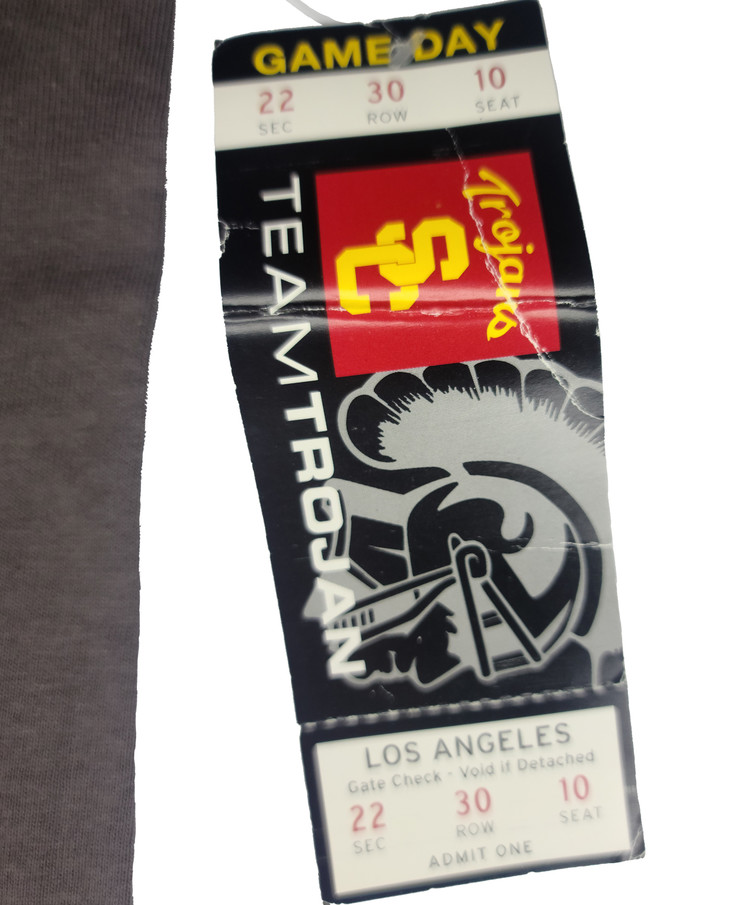 GAME DAY
22 30 10
SEC ROW SEAT
Trojans
SC
TEAMTROJAN
LOS ANGELES
Gate Check - Void if Detached
22 30 10
SEC ROW SEAT
ADMIT ONE